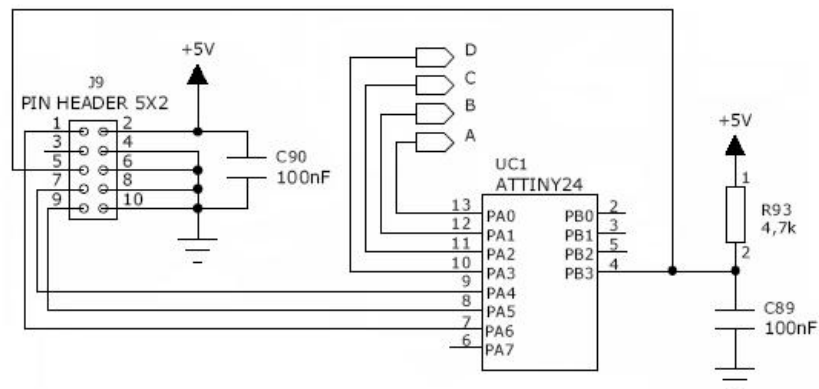 +5V
J9
PIN HEADER 5X2
1 2
3 4
5 6
7 8
9 10
C90
100nF
D
C
B
A
UC1
ATTINY24
13 PA0 PB0 2
12 PA1 PB1 3
11 PA2 PB2 5
10 PA3 PB3 4
9 PA4
8 PA5
7 PA6
6 PA7
+5V
1
R93
4,7k
2
C89
100nF